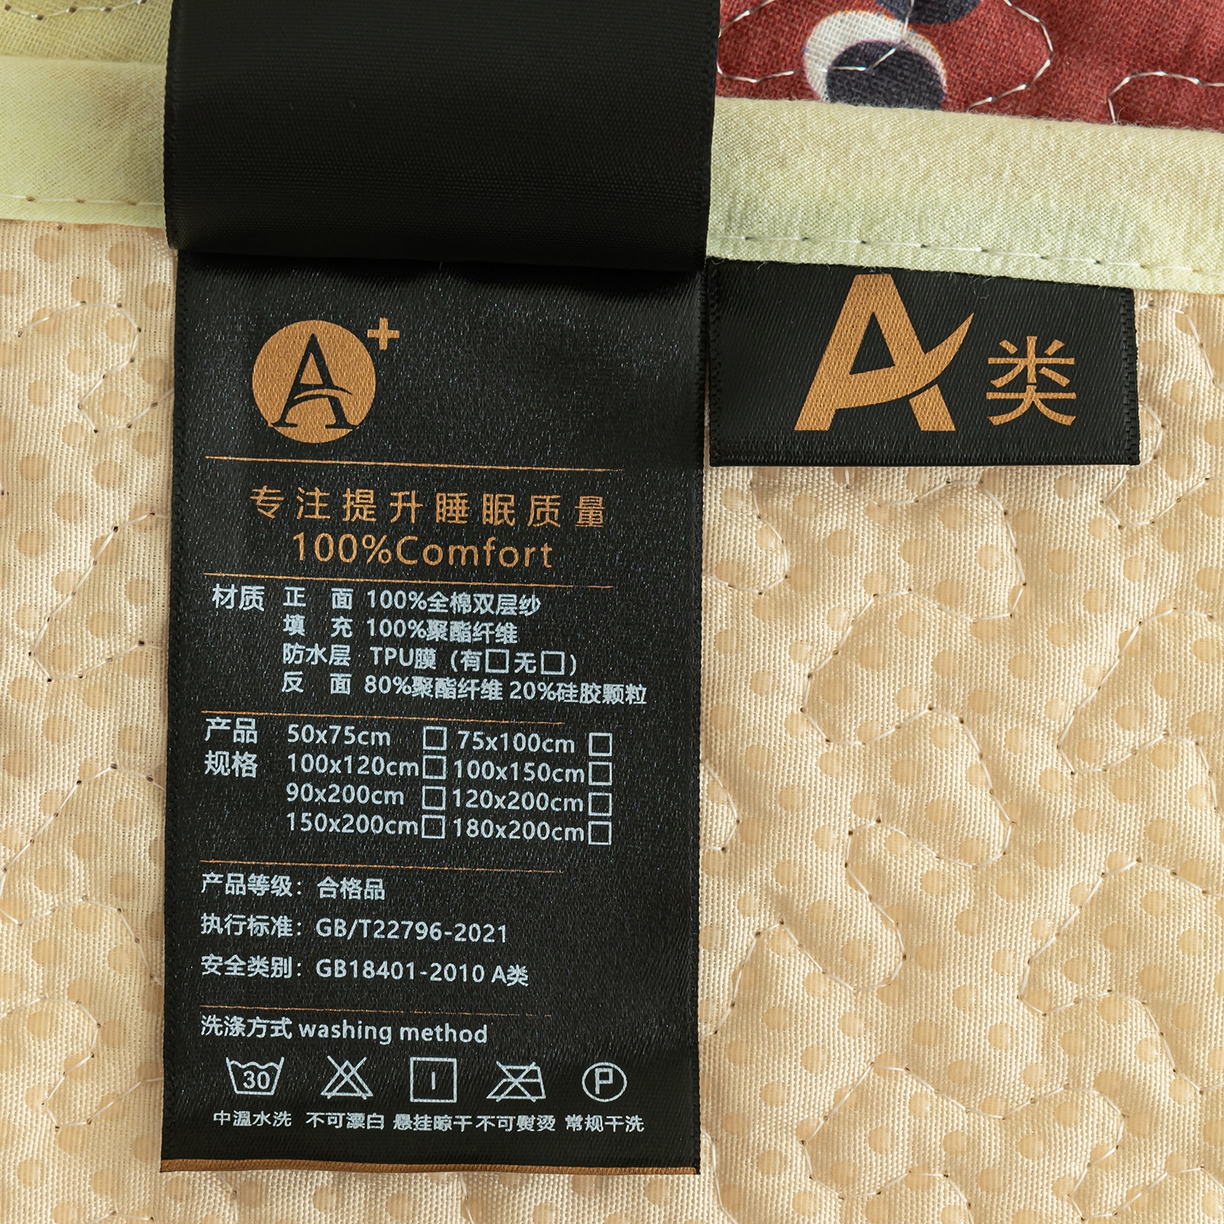 A+
A类
专注提升睡眠质量
100%Comfort
材质 正 面 100%全棉双层纱
填 充 100%聚酯纤维
防水层 TPU膜（有□无□）
反 面 80%聚酯纤维 20%硅胶颗粒
产品 50x75cm □ 75x100cm □
规格 100x120cm□ 100x150cm□
90x200cm □ 120x200cm□
150x200cm□ 180x200cm□
产品等级：合格品
执行标准：GB/T22796-2021
安全类别：GB18401-2010 A类
洗涤方式 washing method
30 P
中温水洗 不可漂白 悬挂晾干 不可熨烫 常规干洗